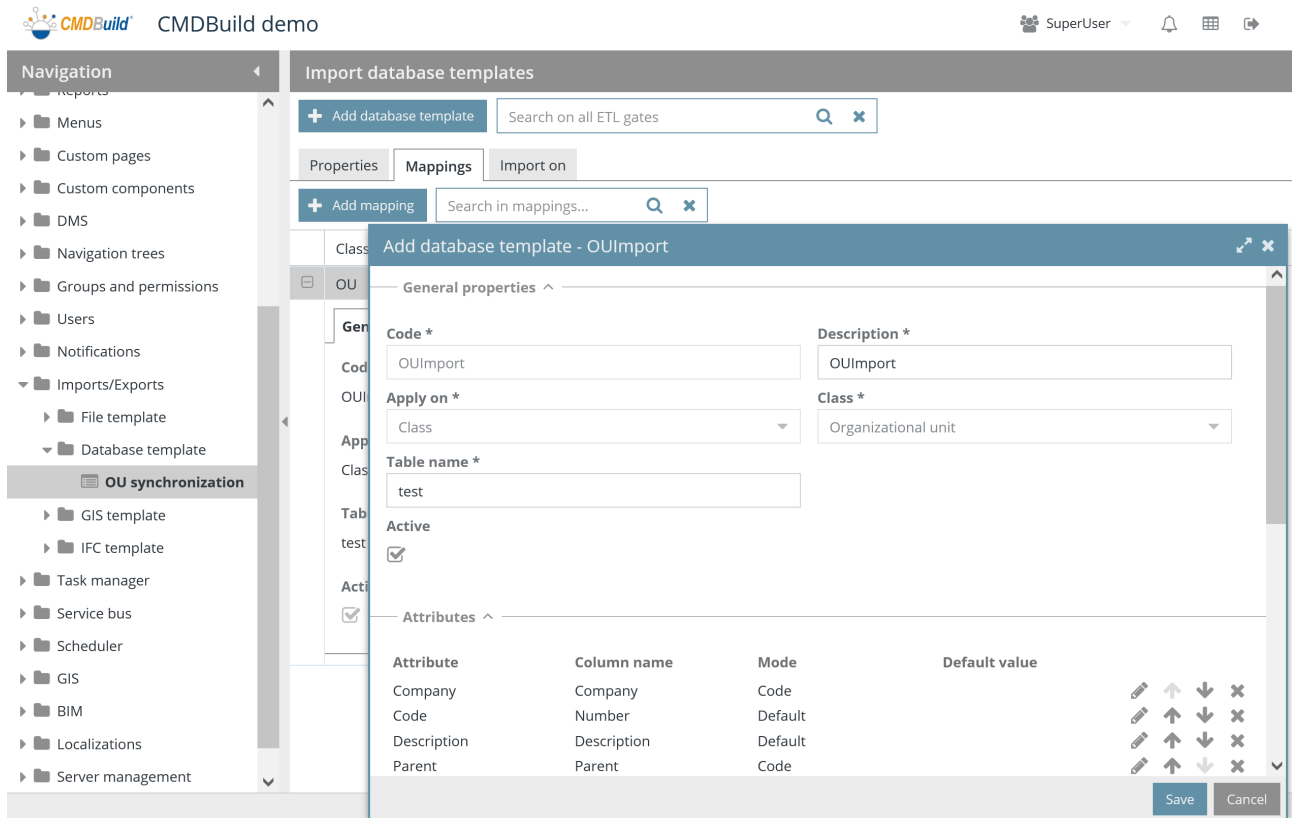 CMDBuild CMDBuild demo SuperUser
Navigation
Reports
Menus
Custom pages
Custom components
DMS
Navigation trees
Groups and permissions
Users
Notifications
Imports/Exports
File template
Database template
OU synchronization
GIS template
IFC template
Task manager
Service bus
Scheduler
GIS
BIM
Localizations
Server management
Import database templates
Add database template Search on all ETL gates
Properties Mappings Import on
Add mapping Search in mappings...
Class
OU
Gen
Cod
OUI
App
Clas
Tab
test
Acti
Add database template - OUImport
General properties
Code * Description *
OUImport OUImport
Apply on * Class *
Class Organizational unit
Table name *
test
Active
Attributes
Attribute Column name Mode Default value
Company Company Code
Code Number Default
Description Description Default
Parent Parent Code
Save Cancel